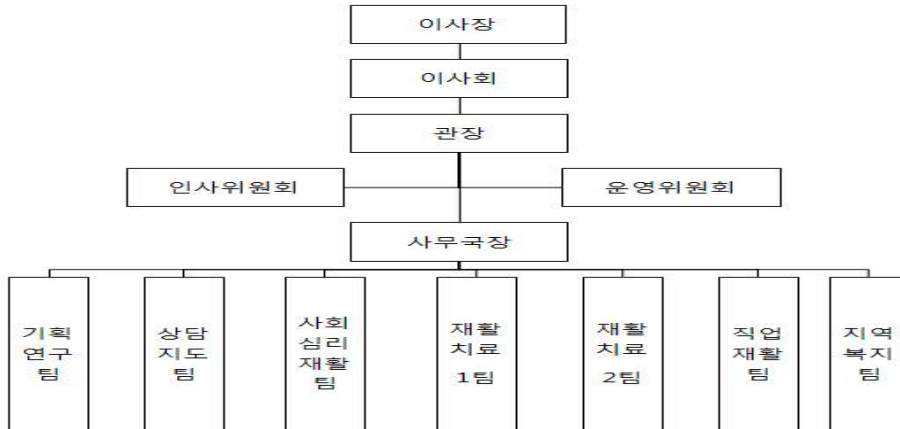 이사장
이사회
관장
인사위원회
운영위원회
사무국장
기획
연구
팀
상담
지도
팀
사회
심리
재활
팀
재활
치료
1팀
재활
치료
2팀
직업
재활
팀
지역
복지
팀